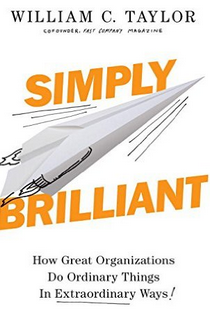 WILLIAM C. TAYLOR
COFOUNDER, FAST COMPANY MAGAZINE
SIMPLY
BRILLIANT
How Great Organizations
Do Ordinary Things
In Extraordinary Ways!